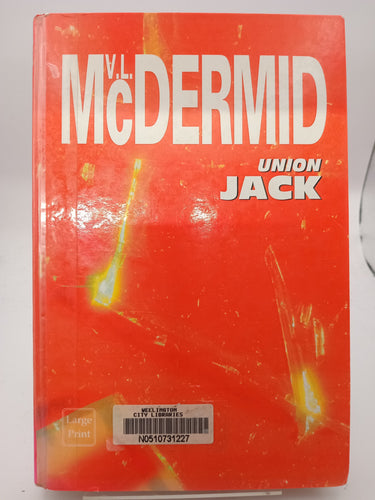 V.L.
McDERMID
UNION
JACK
WELLINGTON
CITY LIBRARIES
N0510731227
Large
Print